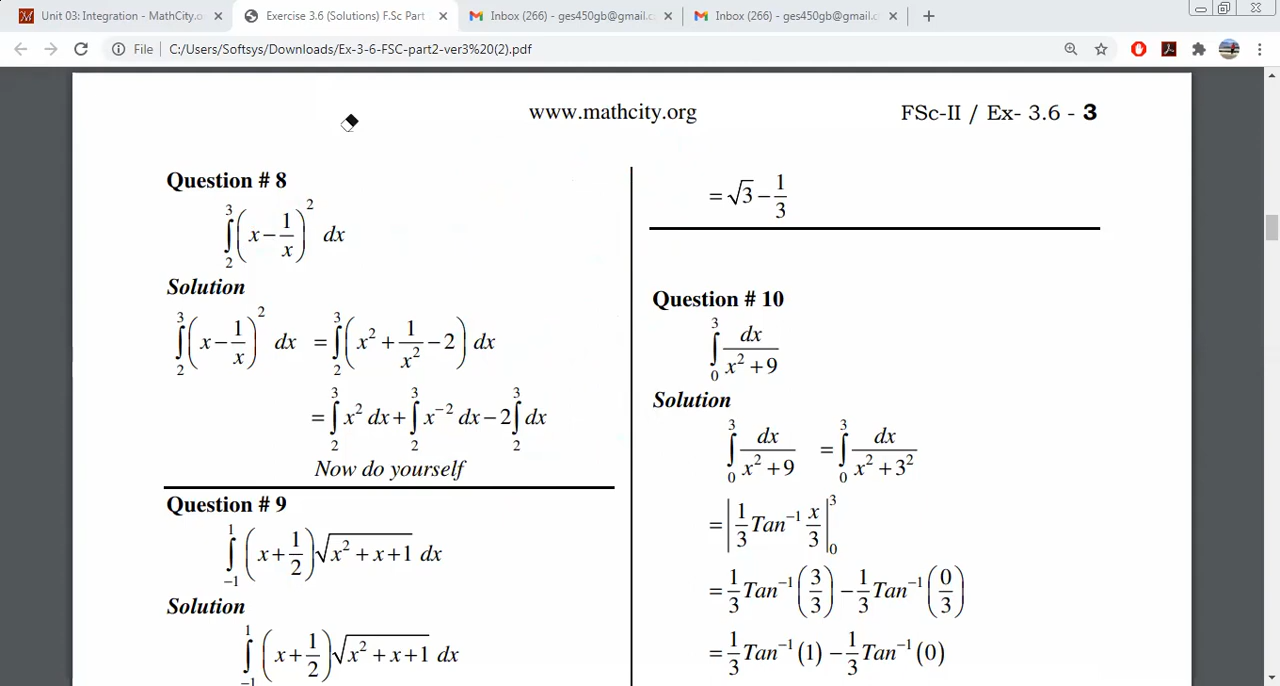 Unit 03: Integration - MathCity.o
Exercise 3.6 (Solutions) F.Sc Part
Inbox (266) - ges450gb@gmail.c
Inbox (266) - ges450gb@gmail.c
File | C:/Users/Softsys/Downloads/Ex-3-6-FSC-part2-ver3%20(2).pdf
www.mathcity.org
FSc-II / Ex- 3.6 - 3
Question # 8
∫₂³ (x − 1/x)² dx
Solution
∫₂³ (x − 1/x)² dx = ∫₂³ (x² + 1/x² − 2) dx
= ∫₂³ x² dx + ∫₂³ x⁻² dx − 2 ∫₂³ dx
Now do yourself
Question # 9
∫₋₁¹ (x + 1/2) √(x² + x + 1) dx
Solution
∫₋₁¹ (x + 1/2) √(x² + x + 1) dx
= √3 − 1/3
Question # 10
∫₀³ dx/(x² + 9)
Solution
∫₀³ dx/(x² + 9) = ∫₀³ dx/(x² + 3²)
= |1/3 Tan⁻¹ x/3|₀³
= 1/3 Tan⁻¹ (3/3) − 1/3 Tan⁻¹ (0/3)
= 1/3 Tan⁻¹ (1) − 1/3 Tan⁻¹ (0)